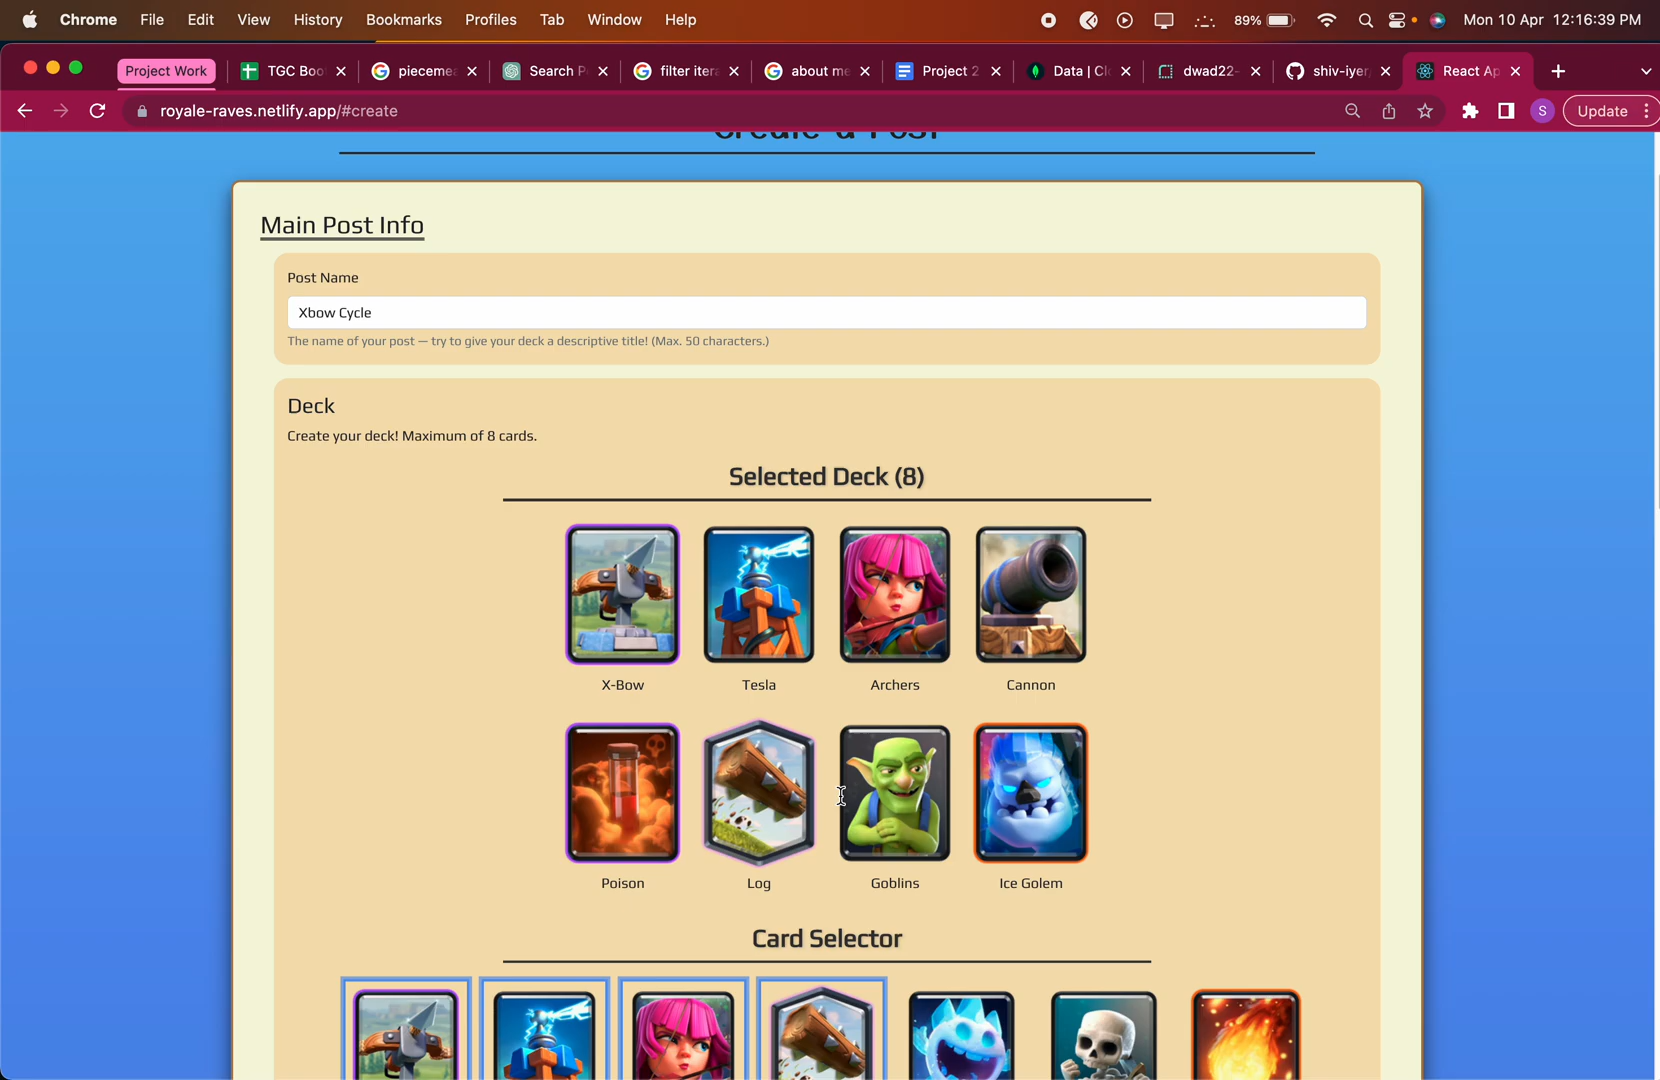 Chrome File Edit View History Bookmarks Profiles Tab Window Help 89% Mon 10 Apr 12:16:39 PM
Project Work TGC Boo piecemea Search P filter itera about me Project 2 Data | Cl dwad22- shiv-iyer React Ap
royale-raves.netlify.app/#create S Update
Create a Post
Main Post Info
Post Name
Xbow Cycle
The name of your post — try to give your deck a descriptive title! (Max. 50 characters.)
Deck
Create your deck! Maximum of 8 cards.
Selected Deck (8)
X-Bow Tesla Archers Cannon
Poison Log Goblins Ice Golem
Card Selector